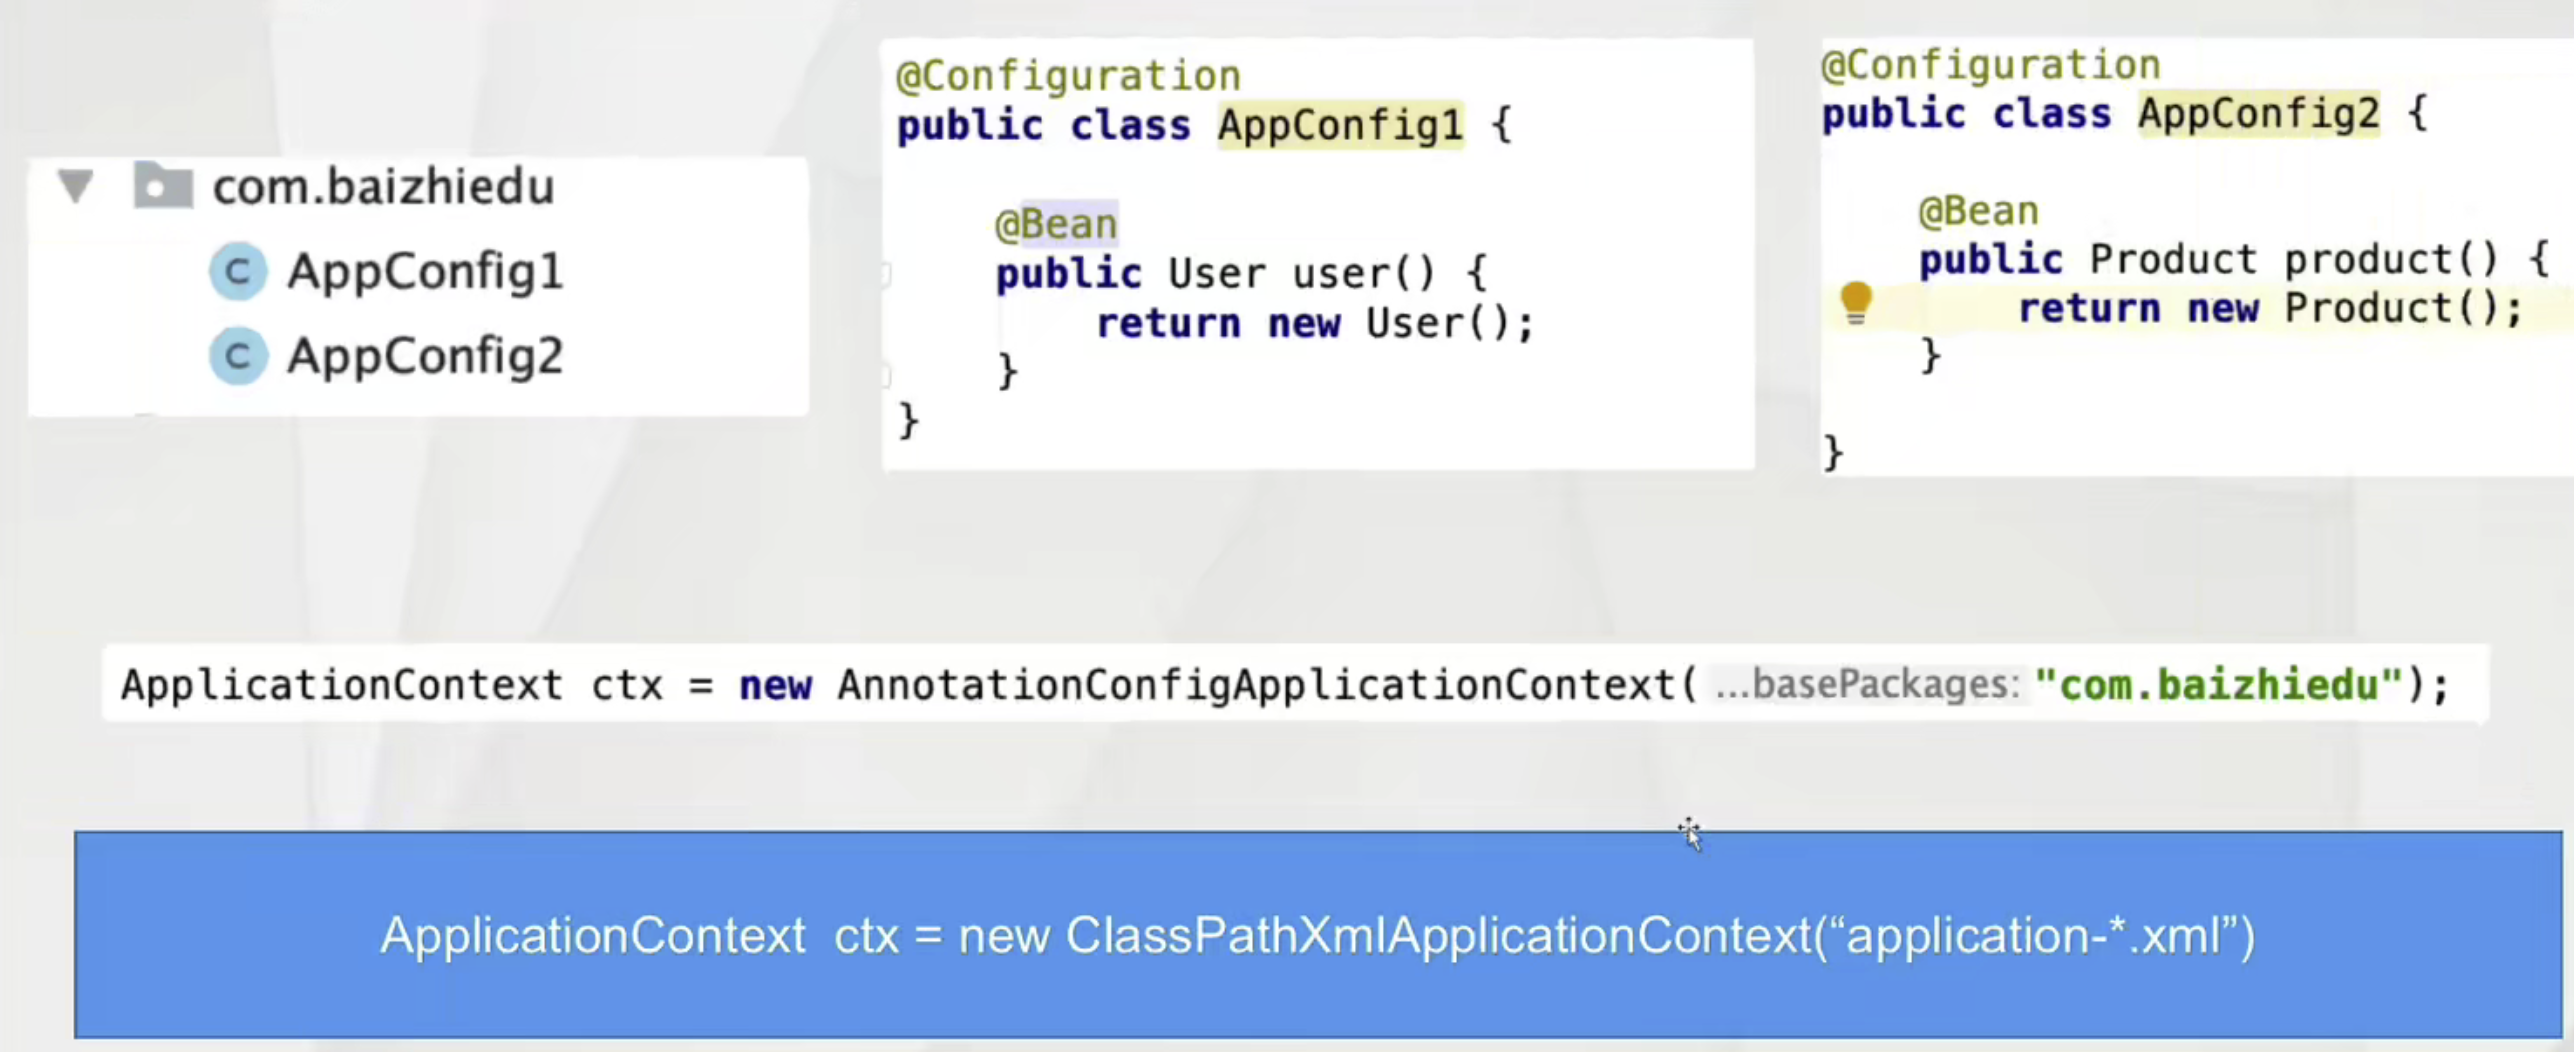 com.baizhiedu
AppConfig1
AppConfig2
@Configuration
public class AppConfig1 {
@Bean
public User user() {
return new User();
}
}
@Configuration
public class AppConfig2 {
@Bean
public Product product() {
return new Product();
}
}
ApplicationContext ctx = new AnnotationConfigApplicationContext( ...basePackages: "com.baizhiedu");
ApplicationContext ctx = new ClassPathXmlApplicationContext(“application-*.xml”)